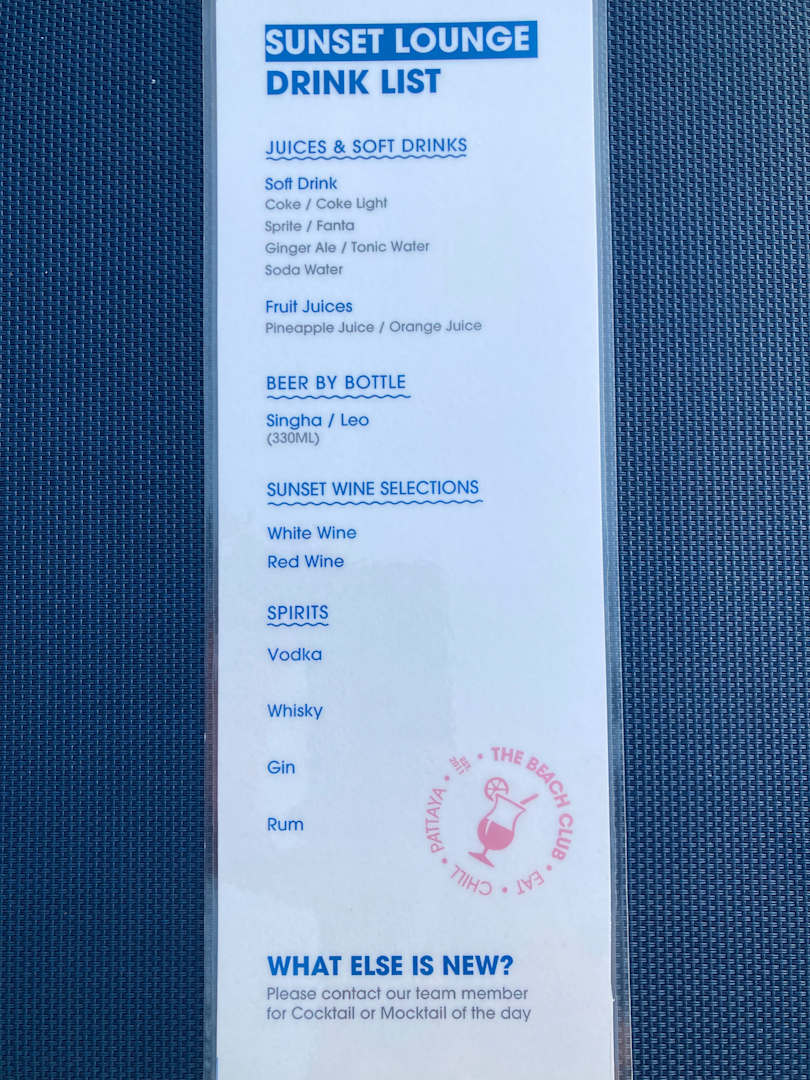 SUNSET LOUNGE
DRINK LIST
JUICES & SOFT DRINKS
Soft Drink
Coke / Coke Light
Sprite / Fanta
Ginger Ale / Tonic Water
Soda Water
Fruit Juices
Pineapple Juice / Orange Juice
BEER BY BOTTLE
Singha / Leo
(330ML)
SUNSET WINE SELECTIONS
White Wine
Red Wine
SPIRITS
Vodka
Whisky
Gin
Rum
THE BEACH CLUB • EAT • CHILL • PATTAYA •
WHAT ELSE IS NEW?
Please contact our team member
for Cocktail or Mocktail of the day